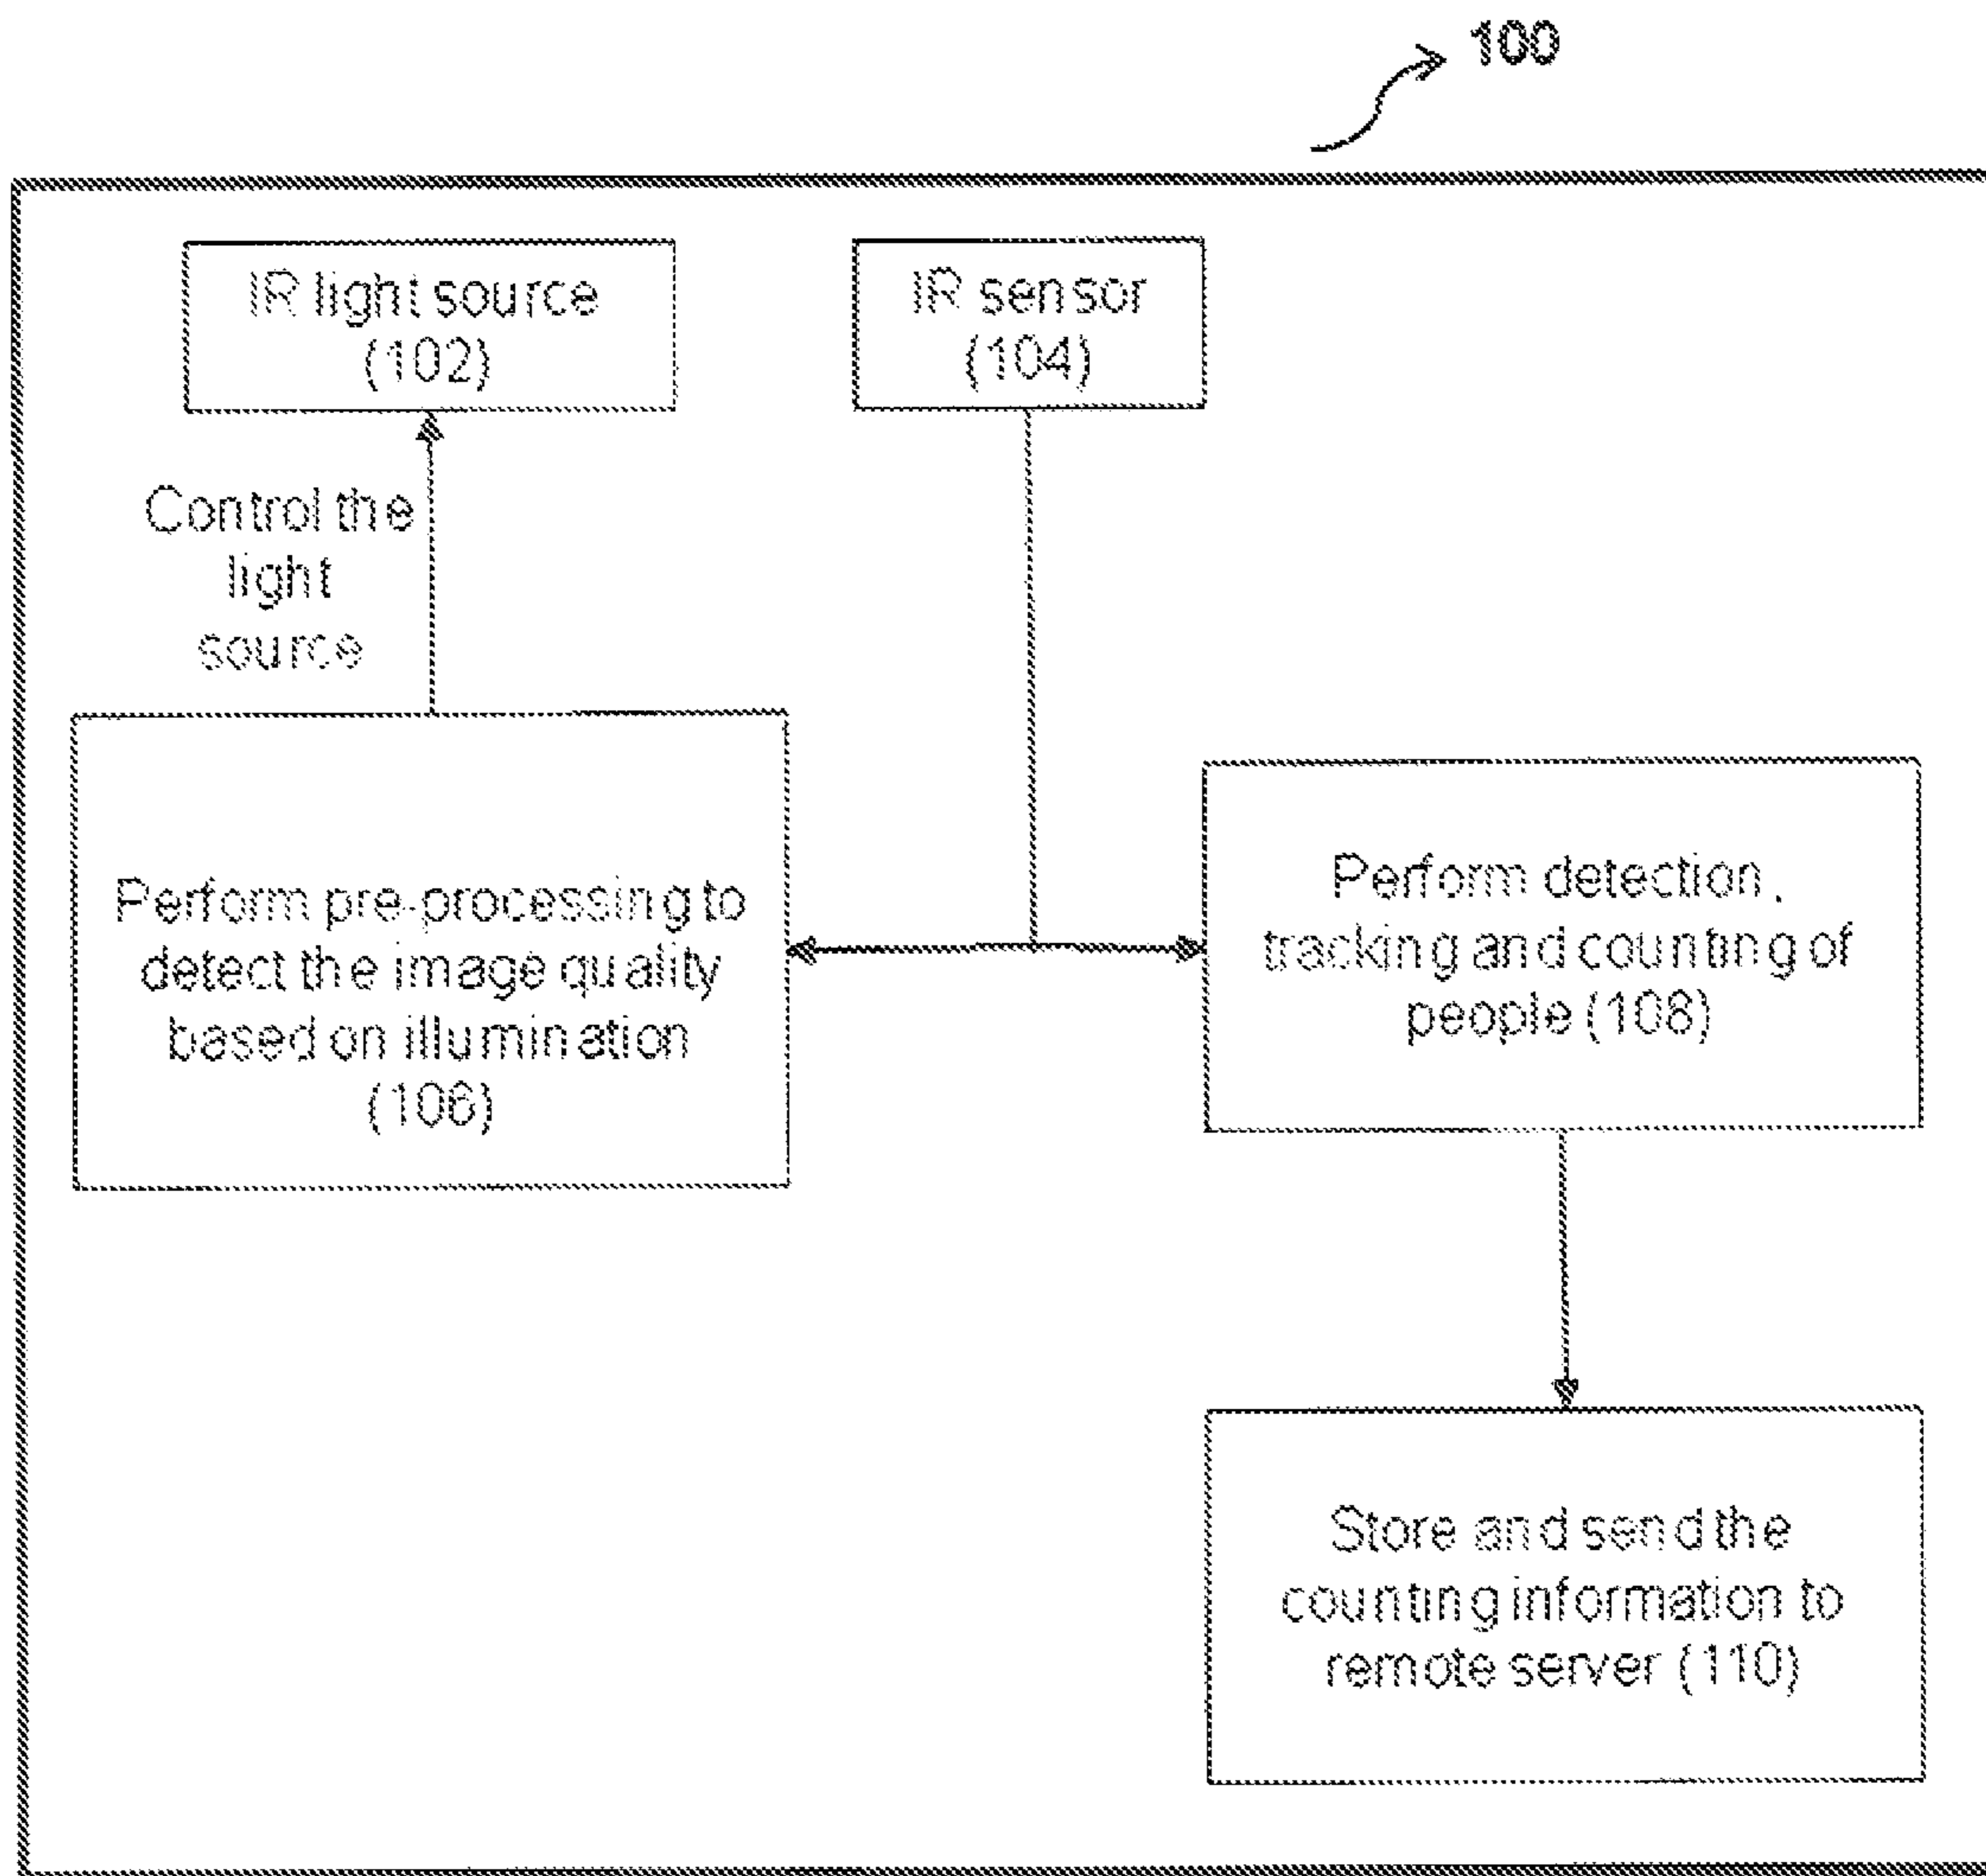 100
IR light source
(102)
IR sensor
(104)
Control the
light
source
Perform pre-processing to
detect the image quality
based on illumination
(106)
Perform detection,
tracking and counting of
people (108)
Store and send the
counting information to
remote server (110)